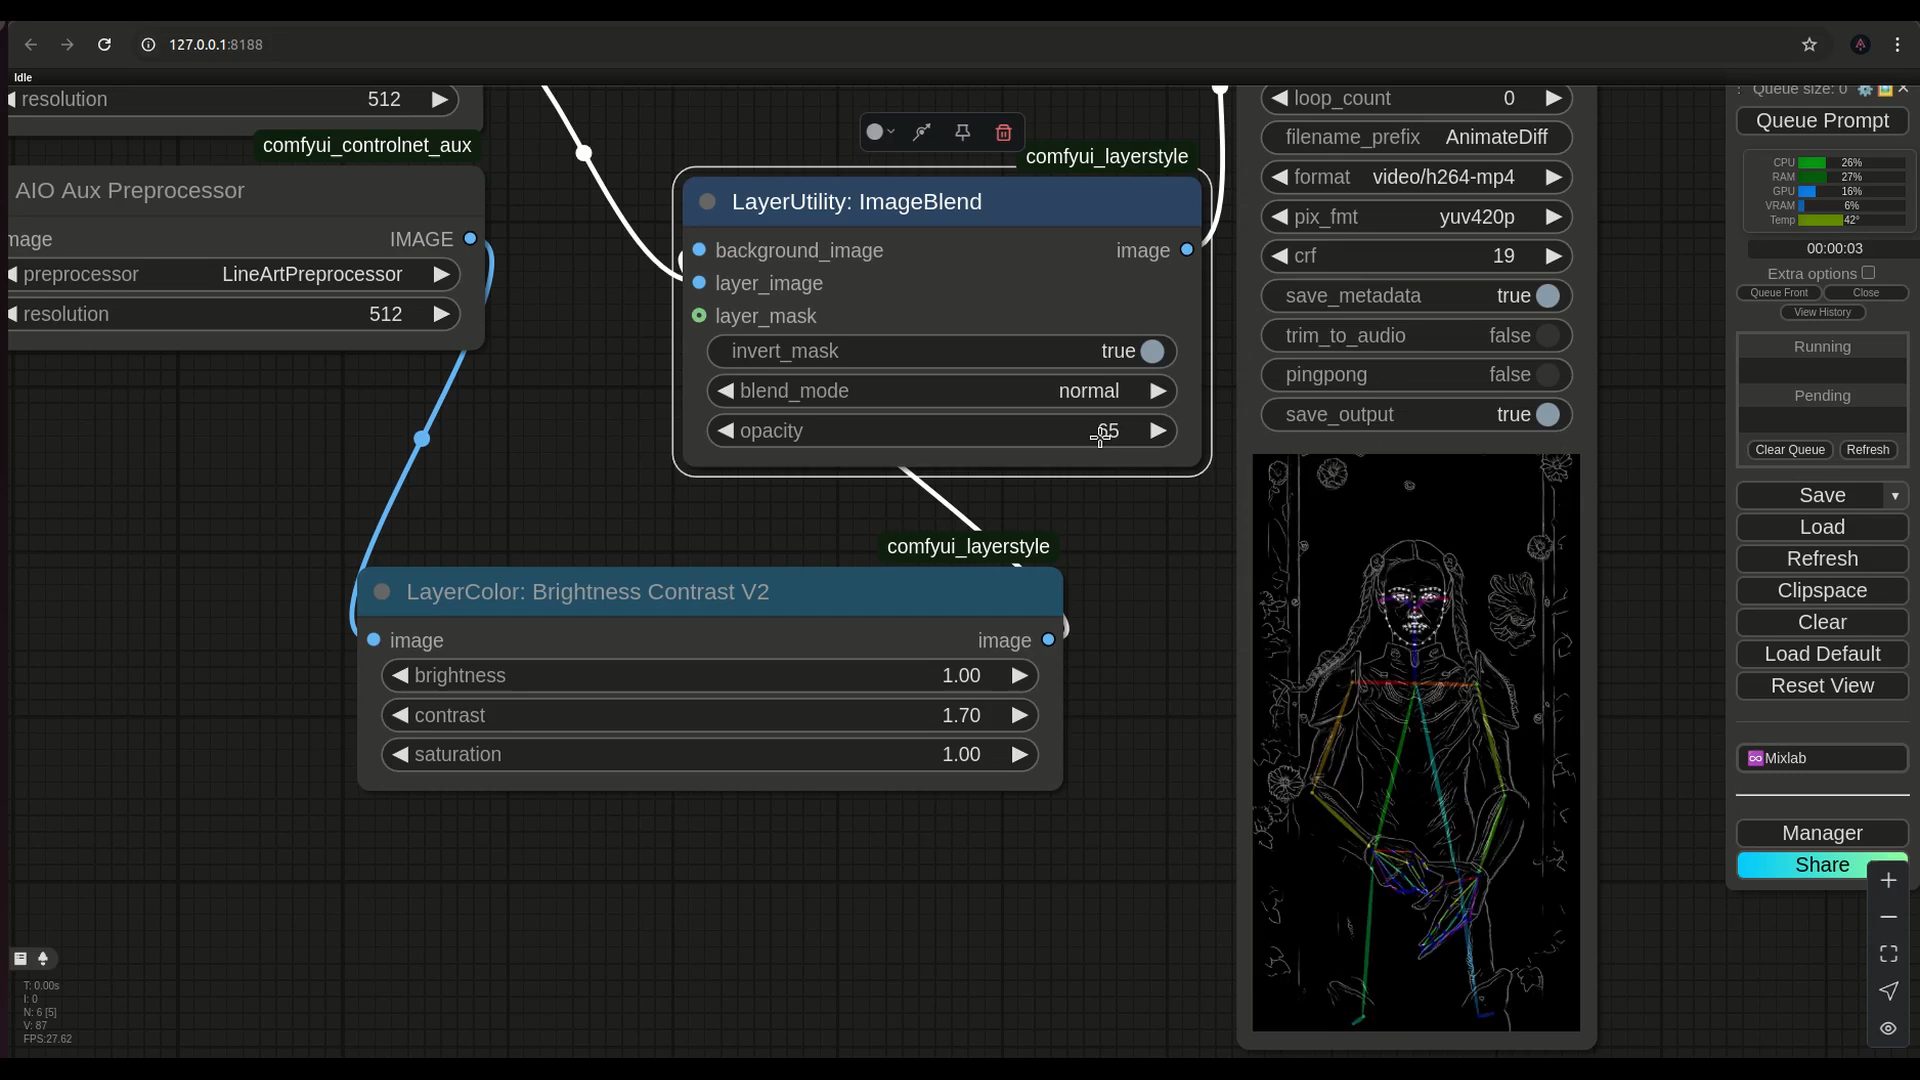 127.0.0.1:8188
Idle
resolution 512
comfyui_controlnet_aux
AIO Aux Preprocessor
mage IMAGE
preprocessor LineArtPreprocessor
resolution 512
comfyui_layerstyle
LayerUtility: ImageBlend
background_image image
layer_image
layer_mask
invert_mask true
blend_mode normal
opacity 65
comfyui_layerstyle
LayerColor: Brightness Contrast V2
image image
brightness 1.00
contrast 1.70
saturation 1.00
loop_count 0
filename_prefix AnimateDiff
format video/h264-mp4
pix_fmt yuv420p
crf 19
save_metadata true
trim_to_audio false
pingpong false
save_output true
Queue size: 0
Queue Prompt
CPU 26%
RAM 27%
GPU 16%
VRAM 6%
Temp 42°
00:00:03
Extra options
Queue Front Close
View History
Running
Pending
Clear Queue Refresh
Save
Load
Refresh
Clipspace
Clear
Load Default
Reset View
Mixlab
Manager
Share
T: 0.00s
I: 0
N: 6 [5]
V: 87
FPS:27.62